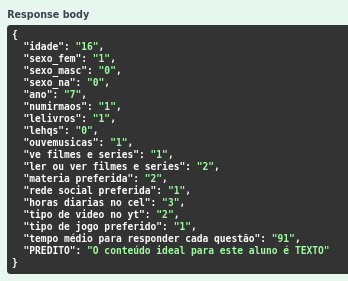 Response body
{
"idade": "16",
"sexo_fem": "1",
"sexo_masc": "0",
"sexo_na": "0",
"ano": "7",
"numirmaos": "1",
"lelivros": "1",
"lehqs": "0",
"ouvemusicas": "1",
"ve filmes e series": "1",
"ler ou ver filmes e series": "2",
"materia preferida": "2",
"rede social preferida": "1",
"horas diarias no cel": "3",
"tipo de video no yt": "2",
"tipo de jogo preferido": "1",
"tempo médio para responder cada questão": "91",
"PREDITO": "O conteúdo ideal para este aluno é TEXTO"
}